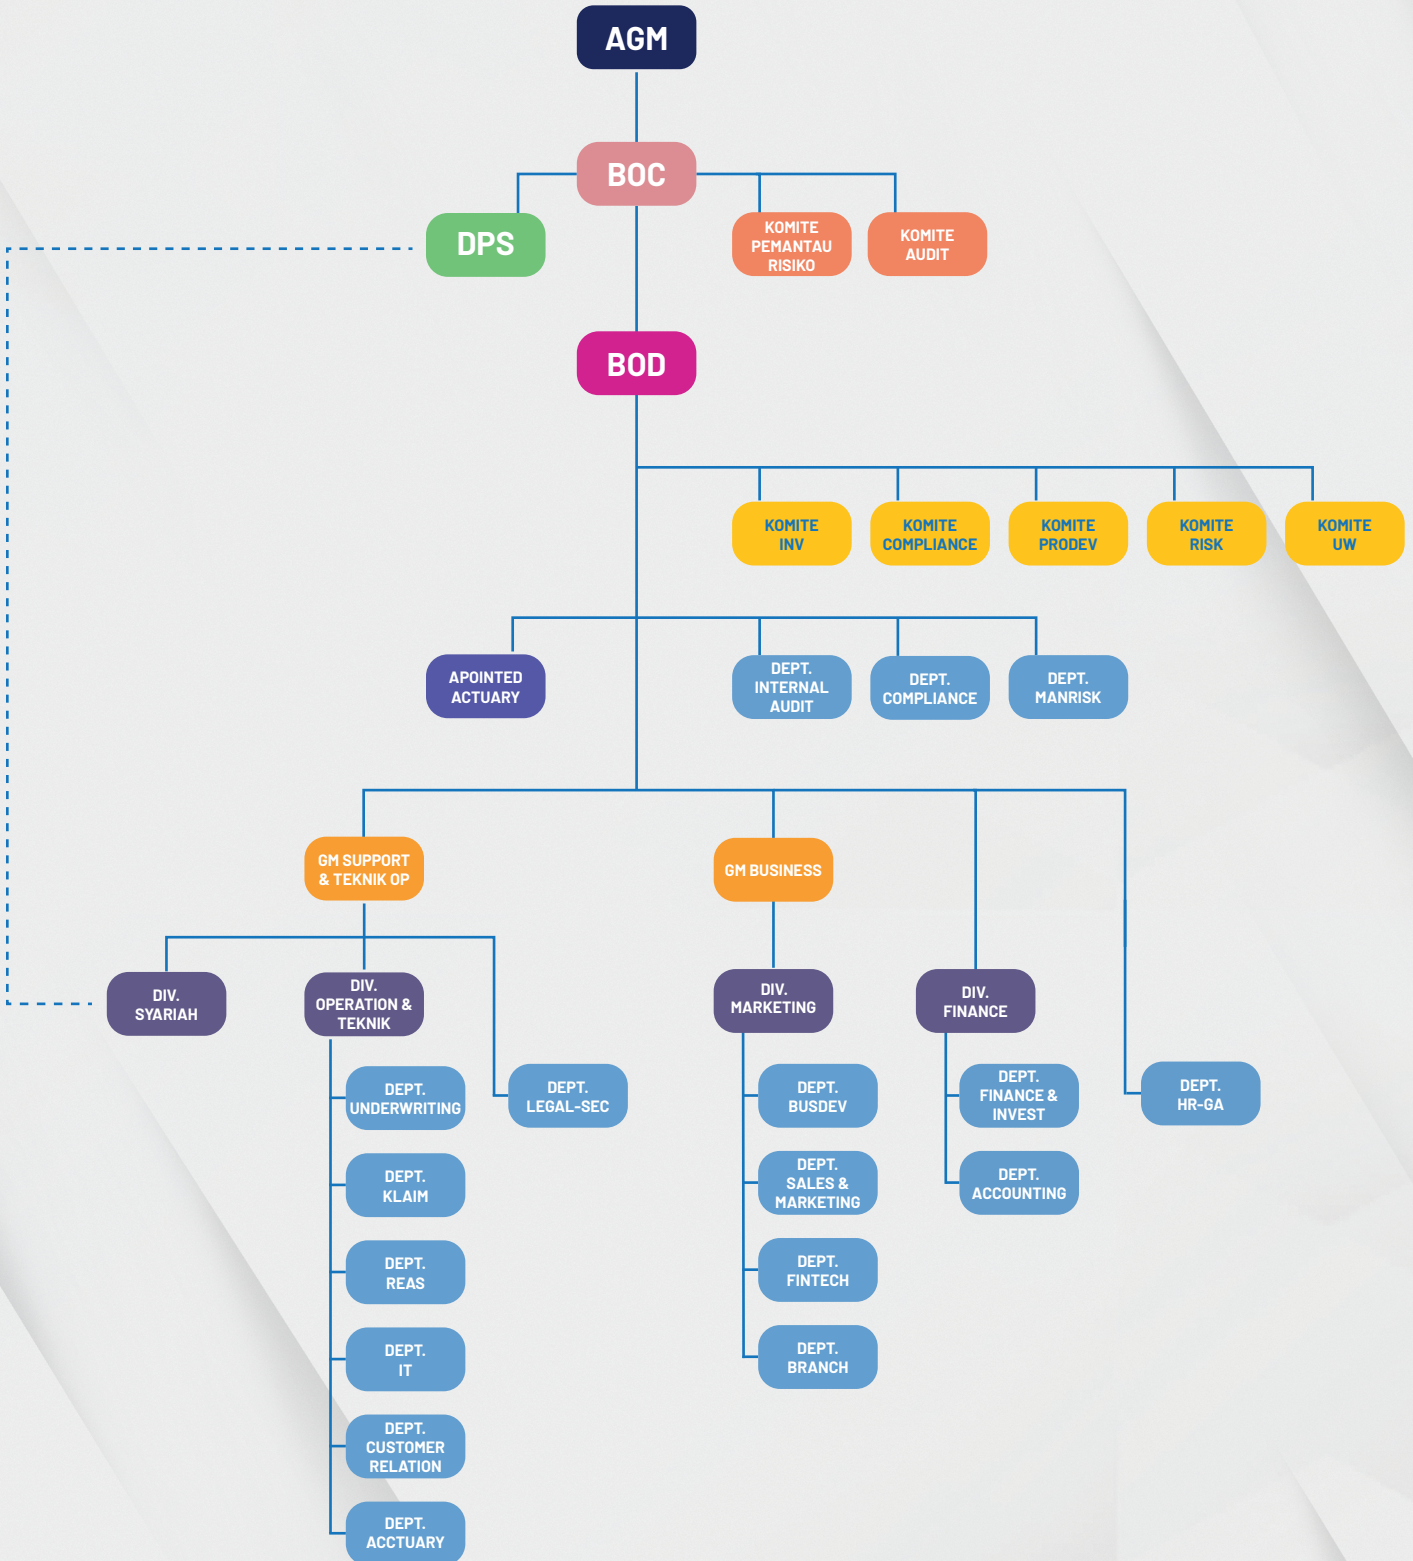 AGM
BOC
DPS
KOMITE
PEMANTAU
RISIKO
KOMITE
AUDIT
BOD
KOMITE
INV
KOMITE
COMPLIANCE
KOMITE
PRODEV
KOMITE
RISK
KOMITE
UW
APOINTED
ACTUARY
DEPT.
INTERNAL
AUDIT
DEPT.
COMPLIANCE
DEPT.
MANRISK
GM SUPPORT
& TEKNIK OP
GM BUSINESS
DIV.
SYARIAH
DIV.
OPERATION &
TEKNIK
DIV.
MARKETING
DIV.
FINANCE
DEPT.
UNDERWRITING
DEPT.
LEGAL-SEC
DEPT.
BUSDEV
DEPT.
FINANCE &
INVEST
DEPT.
HR-GA
DEPT.
KLAIM
DEPT.
SALES &
MARKETING
DEPT.
ACCOUNTING
DEPT.
REAS
DEPT.
FINTECH
DEPT.
IT
DEPT.
BRANCH
DEPT.
CUSTOMER
RELATION
DEPT.
ACCTUARY